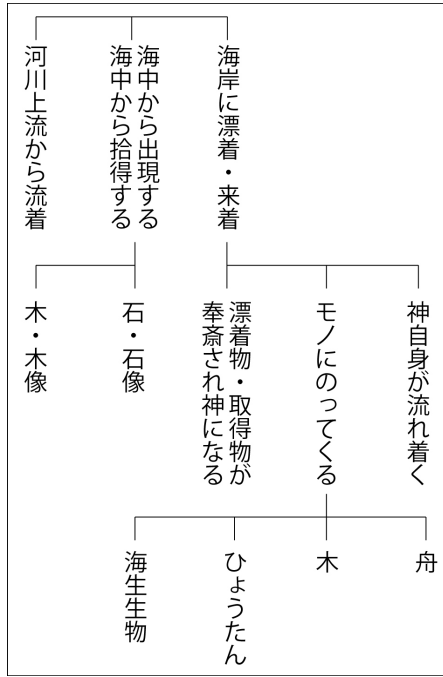 海岸に漂着・来着
海中から出現する
海中から拾得する
河川上流から流着
神自身が流れ着く
モノにのってくる
漂着物・取得物が
奉斎され神になる
石・石像
木・木像
舟
木
ひょうたん
海生生物